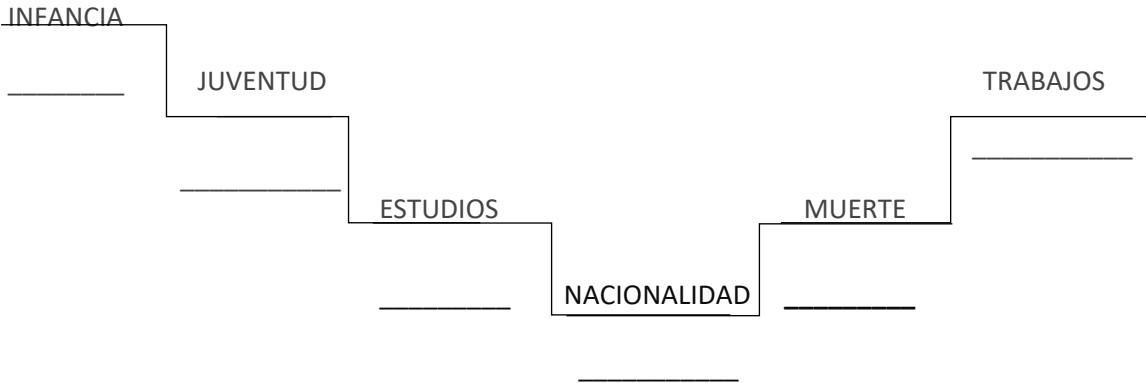 INFANCIA
JUVENTUD
TRABAJOS
ESTUDIOS
MUERTE
NACIONALIDAD